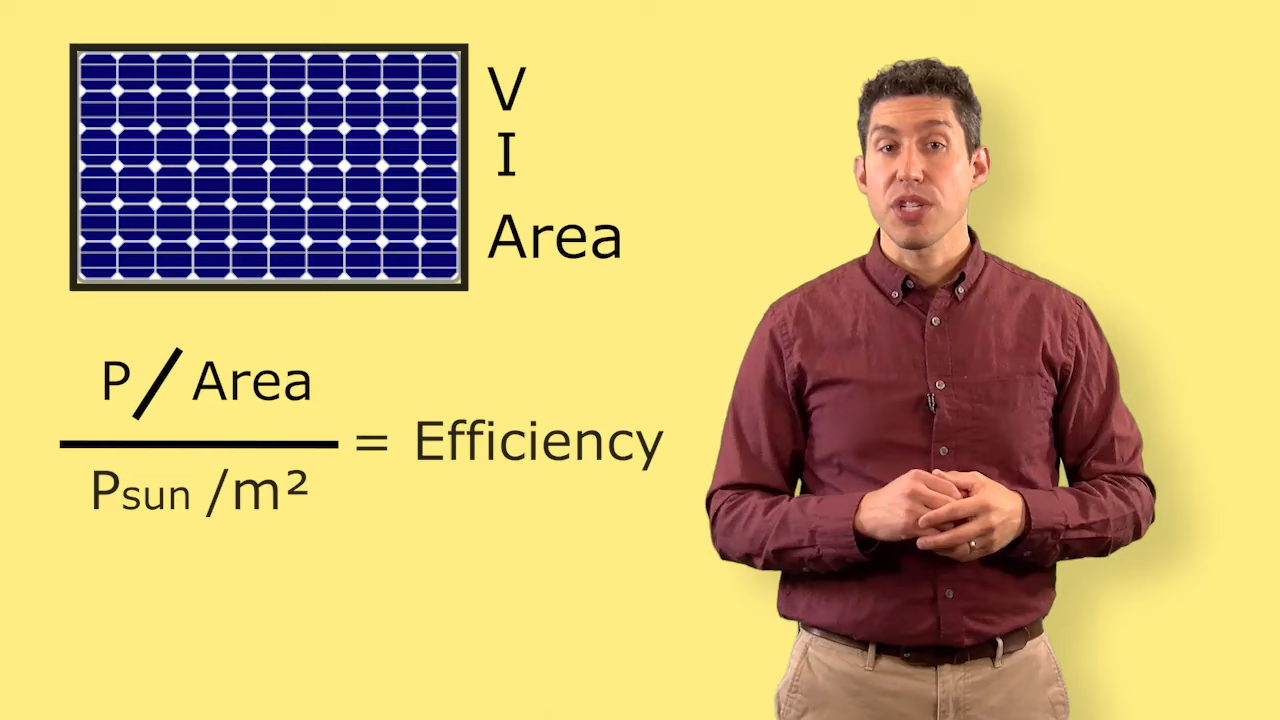 V
I
Area
P/Area
= Efficiency
Psun /m²